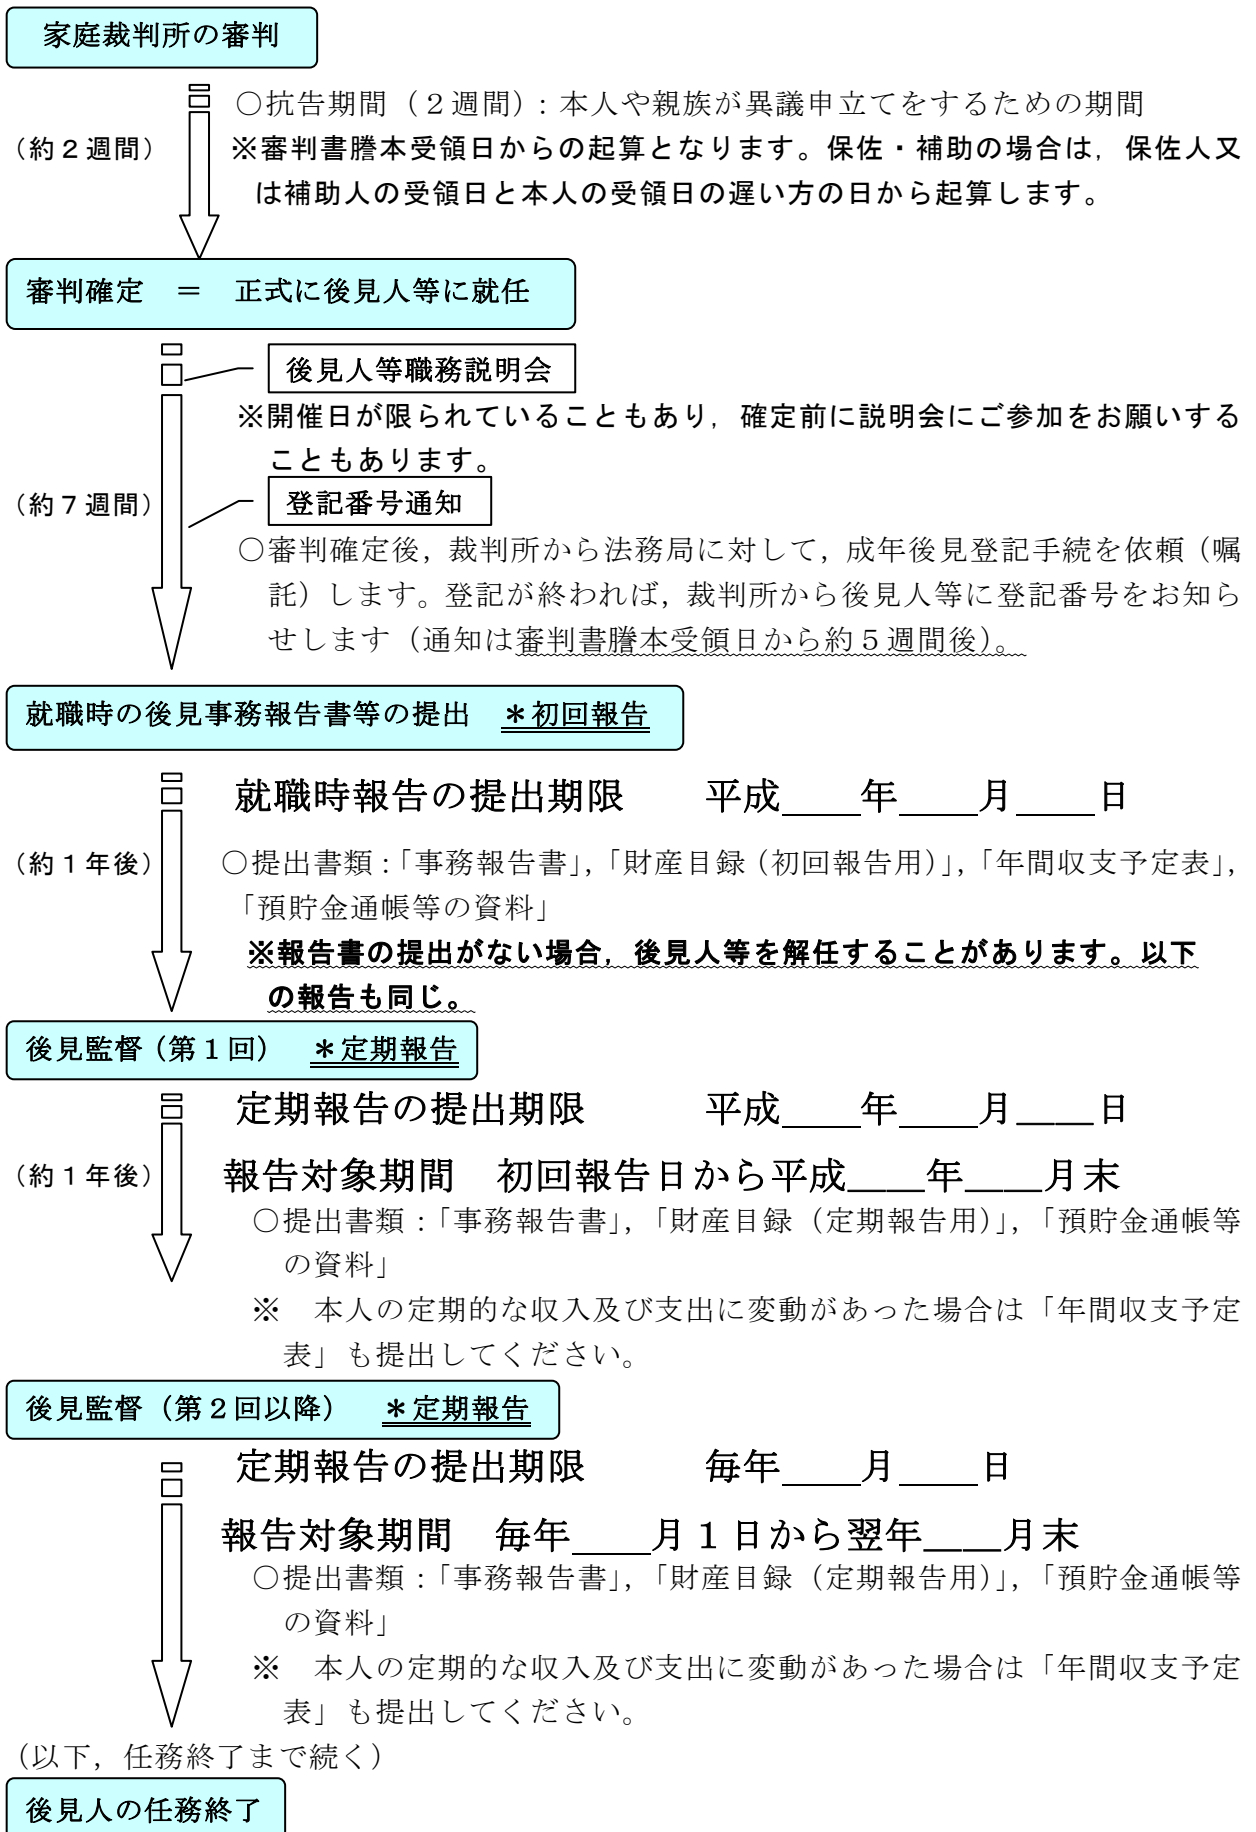 家庭裁判所の審判
○抗告期間（２週間）：本人や親族が異議申立てをするための期間
（約２週間）
※審判書謄本受領日からの起算となります。保佐・補助の場合は，保佐人又
は補助人の受領日と本人の受領日の遅い方の日から起算します。
審判確定　＝　正式に後見人等に就任
後見人等職務説明会
※開催日が限られていることもあり，確定前に説明会にご参加をお願いする
こともあります。
（約７週間）
登記番号通知
○審判確定後，裁判所から法務局に対して，成年後見登記手続を依頼（嘱
託）します。登記が終われば，裁判所から後見人等に登記番号をお知ら
せします（通知は審判書謄本受領日から約５週間後）。
就職時の後見事務報告書等の提出　＊初回報告
就職時報告の提出期限　　平成____年____月____日
（約１年後）
○提出書類：「事務報告書」，「財産目録（初回報告用）」，「年間収支予定表」，
「預貯金通帳等の資料」
※報告書の提出がない場合，後見人等を解任することがあります。以下
の報告も同じ。
後見監督（第１回）　＊定期報告
定期報告の提出期限　　　平成____年____月____日
（約１年後）
報告対象期間　初回報告日から平成____年____月末
○提出書類：「事務報告書」，「財産目録（定期報告用）」，「預貯金通帳等
の資料」
※　本人の定期的な収入及び支出に変動があった場合は「年間収支予定
表」も提出してください。
後見監督（第２回以降）　＊定期報告
定期報告の提出期限　　　毎年____月____日
報告対象期間　毎年____月１日から翌年____月末
○提出書類：「事務報告書」，「財産目録（定期報告用）」，「預貯金通帳等
の資料」
※　本人の定期的な収入及び支出に変動があった場合は「年間収支予定
表」も提出してください。
（以下，任務終了まで続く）
後見人の任務終了